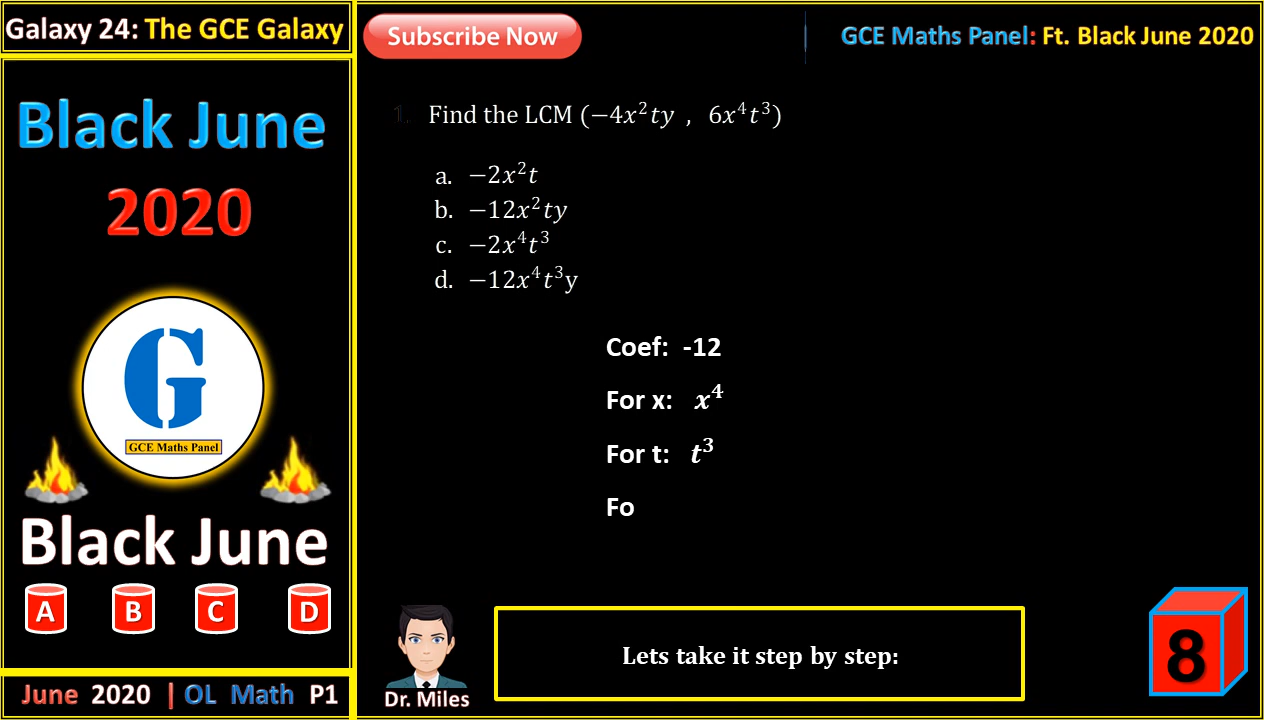 Galaxy 24: The GCE Galaxy
Subscribe Now
GCE Maths Panel: Ft. Black June 2020
Black June
2020
G
GCE Maths Panel
Black June
A B C D
June 2020 | OL Math P1
1. Find the LCM (−4x²ty , 6x⁴t³)
a. −2x²t
b. −12x²ty
c. −2x⁴t³
d. −12x⁴t³y
Coef: -12
For x: x⁴
For t: t³
Fo
Dr. Miles
Lets take it step by step:
8